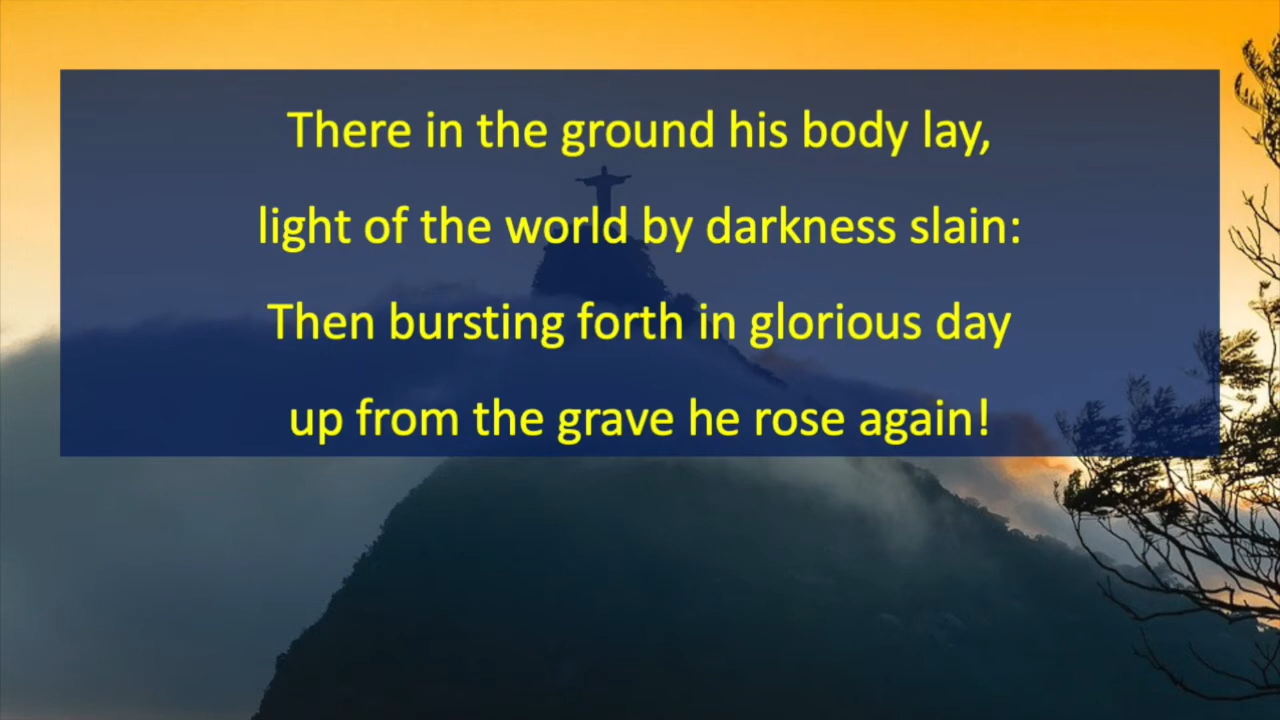 There in the ground his body lay,
light of the world by darkness slain:
Then bursting forth in glorious day
up from the grave he rose again!